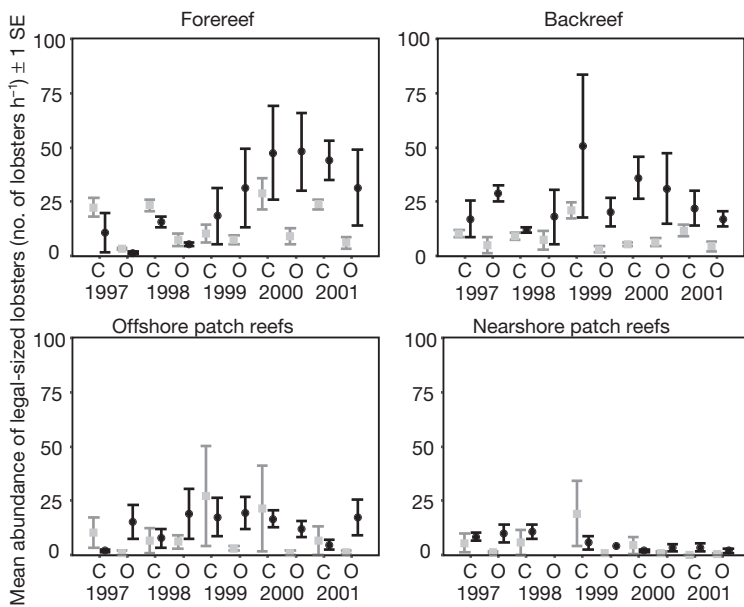 Mean abundance of legal-sized lobsters (no. of lobsters h⁻¹) ± 1 SE
Forereef
100
75
50
25
0
C O C O C O C O C O
1997 1998 1999 2000 2001
Backreef
100
75
50
25
0
C O C O C O C O C O
1997 1998 1999 2000 2001
Offshore patch reefs
100
75
50
25
0
C O C O C O C O C O
1997 1998 1999 2000 2001
Nearshore patch reefs
100
75
50
25
0
C O C O C O C O C O
1997 1998 1999 2000 2001